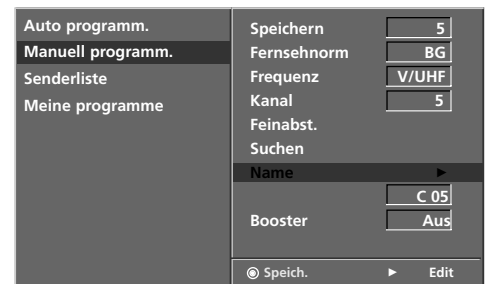 Auto programm.
Manuell programm.
Senderliste
Meine programme
Speichern 5
Fernsehnorm BG
Frequenz V/UHF
Kanal 5
Feinabst.
Suchen
Name ►
C 05
Booster Aus
◉ Speich. ► Edit